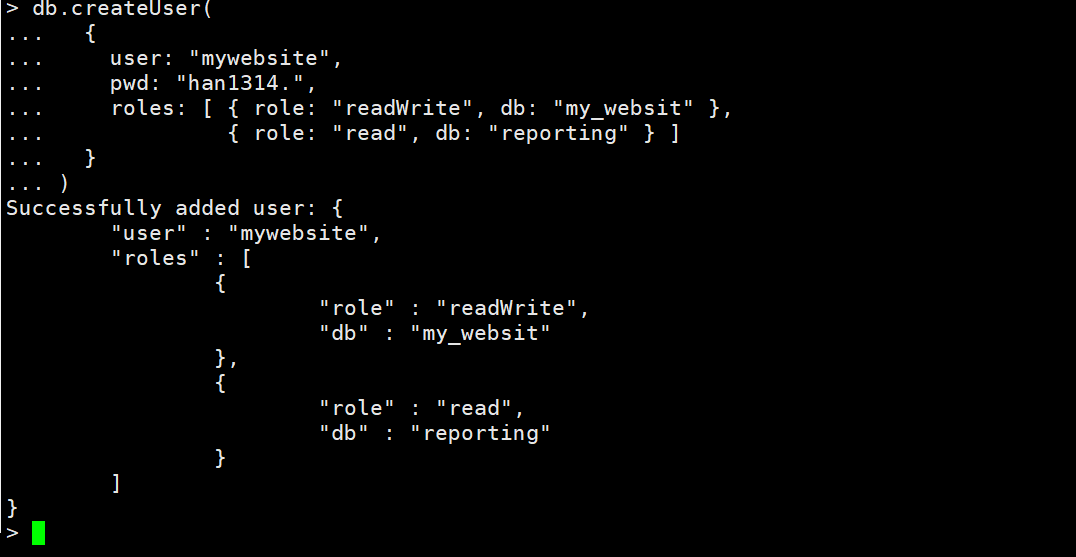 > db.createUser(
...   {
...     user: "mywebsite",
...     pwd: "han1314.",
...     roles: [ { role: "readWrite", db: "my_websit" },
...              { role: "read", db: "reporting" } ]
...   }
... )
Successfully added user: {
        "user" : "mywebsite",
        "roles" : [
                {
                        "role" : "readWrite",
                        "db" : "my_websit"
                },
                {
                        "role" : "read",
                        "db" : "reporting"
                }
        ]
}
>